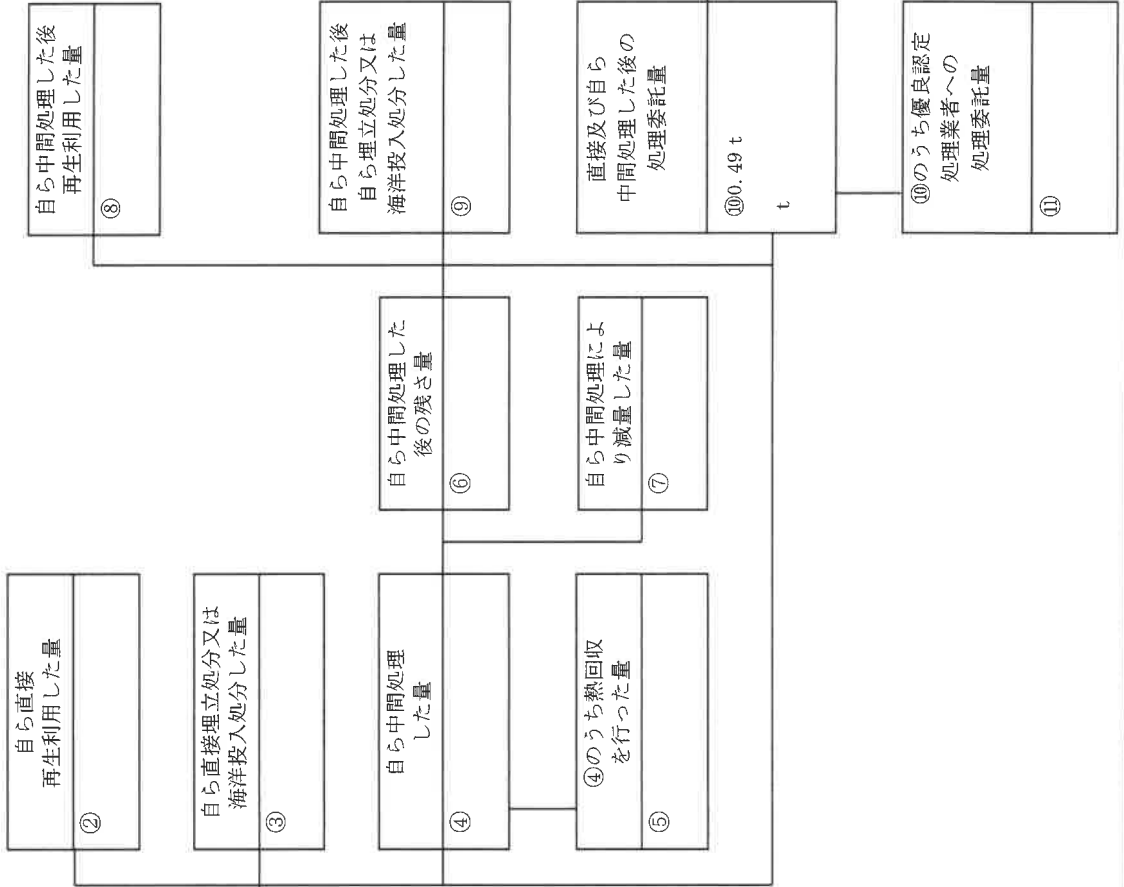 自ら直接
再生利用した量
②
自ら直接埋立処分又は
海洋投入処分した量
③
自ら中間処理
した量
④
④のうち熱回収
を行った量
⑤
自ら中間処理した
後の残さ量
⑥
自ら中間処理によ
り減量した量
⑦
自ら中間処理した後
再生利用した量
⑧
自ら中間処理した後
自ら埋立処分又は
海洋投入処分した量
⑨
直接及び自ら
中間処理した後の
処理委託量
⑩0.49 t
t
⑩のうち優良認定
処理業者への
処理委託量
⑪